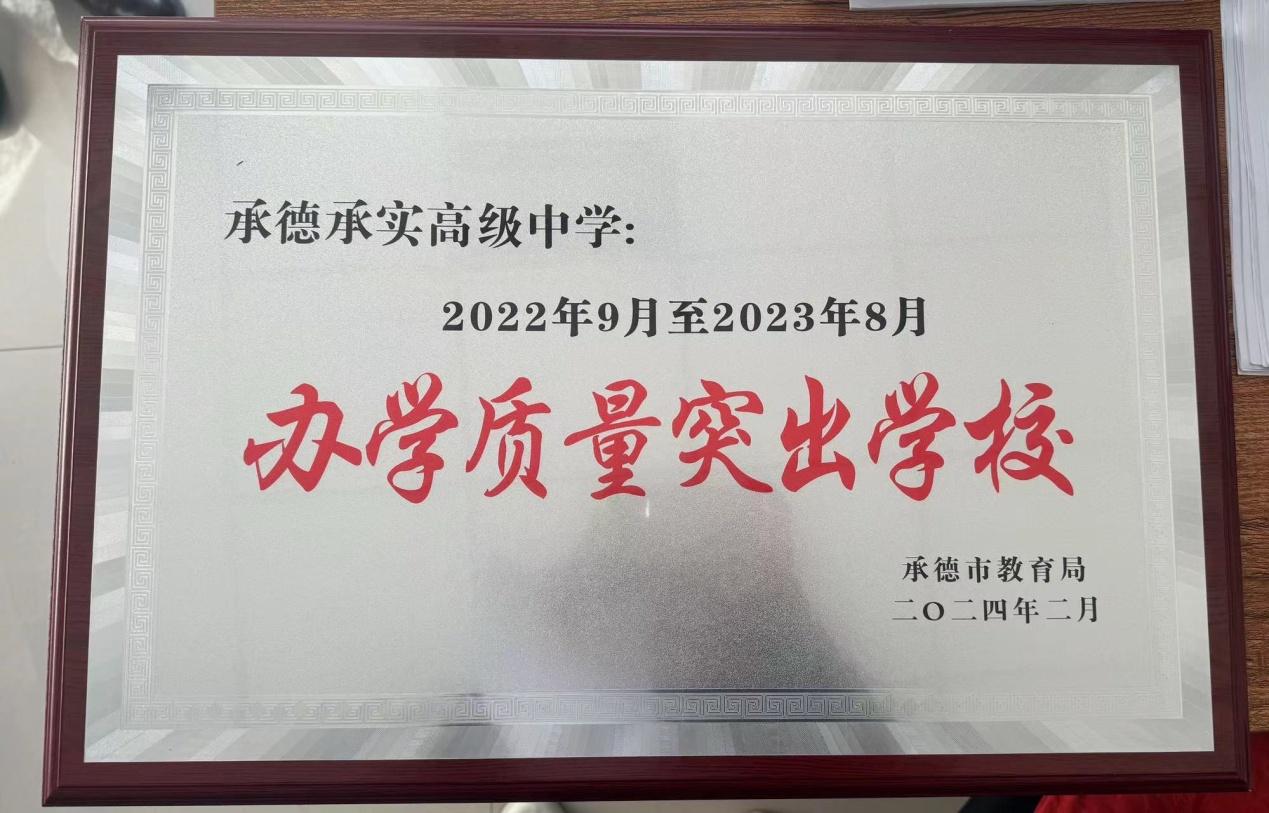 承德承实高级中学:
2022年9月至2023年8月
办学质量突出学校
承德市教育局
二〇二四年二月